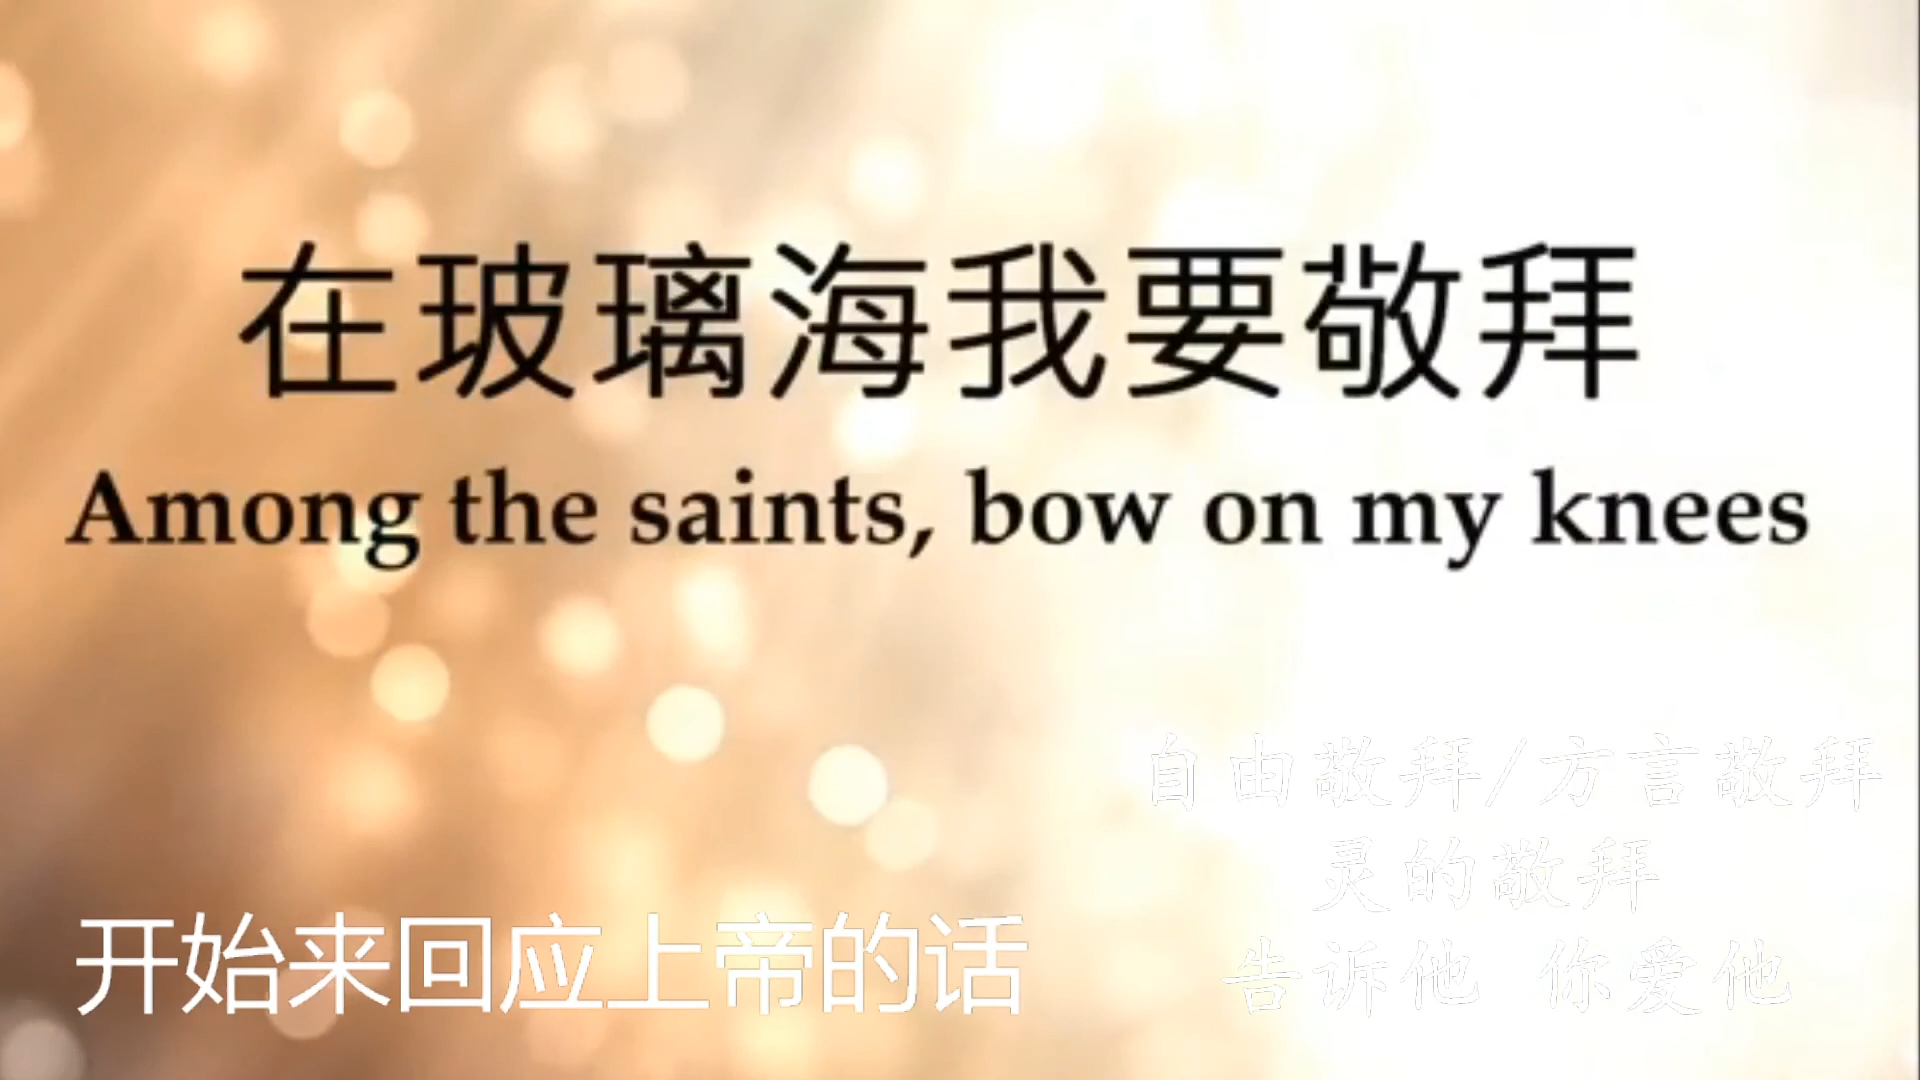 在玻璃海我要敬拜
Among the saints, bow on my knees
自由敬拜/方言敬拜
灵的敬拜
告诉他 你爱他
开始来回应上帝的话